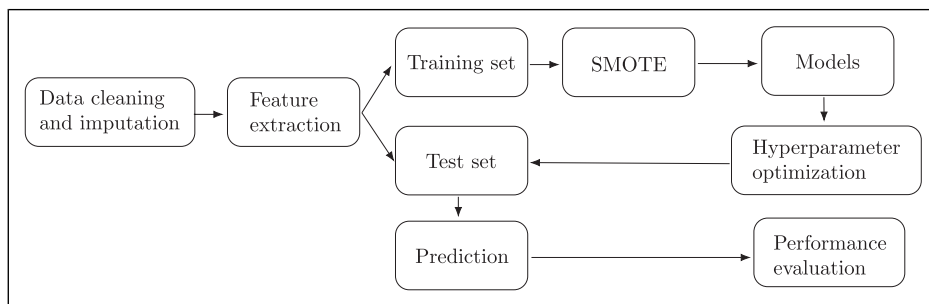 Data cleaning
and imputation
Feature
extraction
Training set
SMOTE
Models
Hyperparameter
optimization
Test set
Prediction
Performance
evaluation